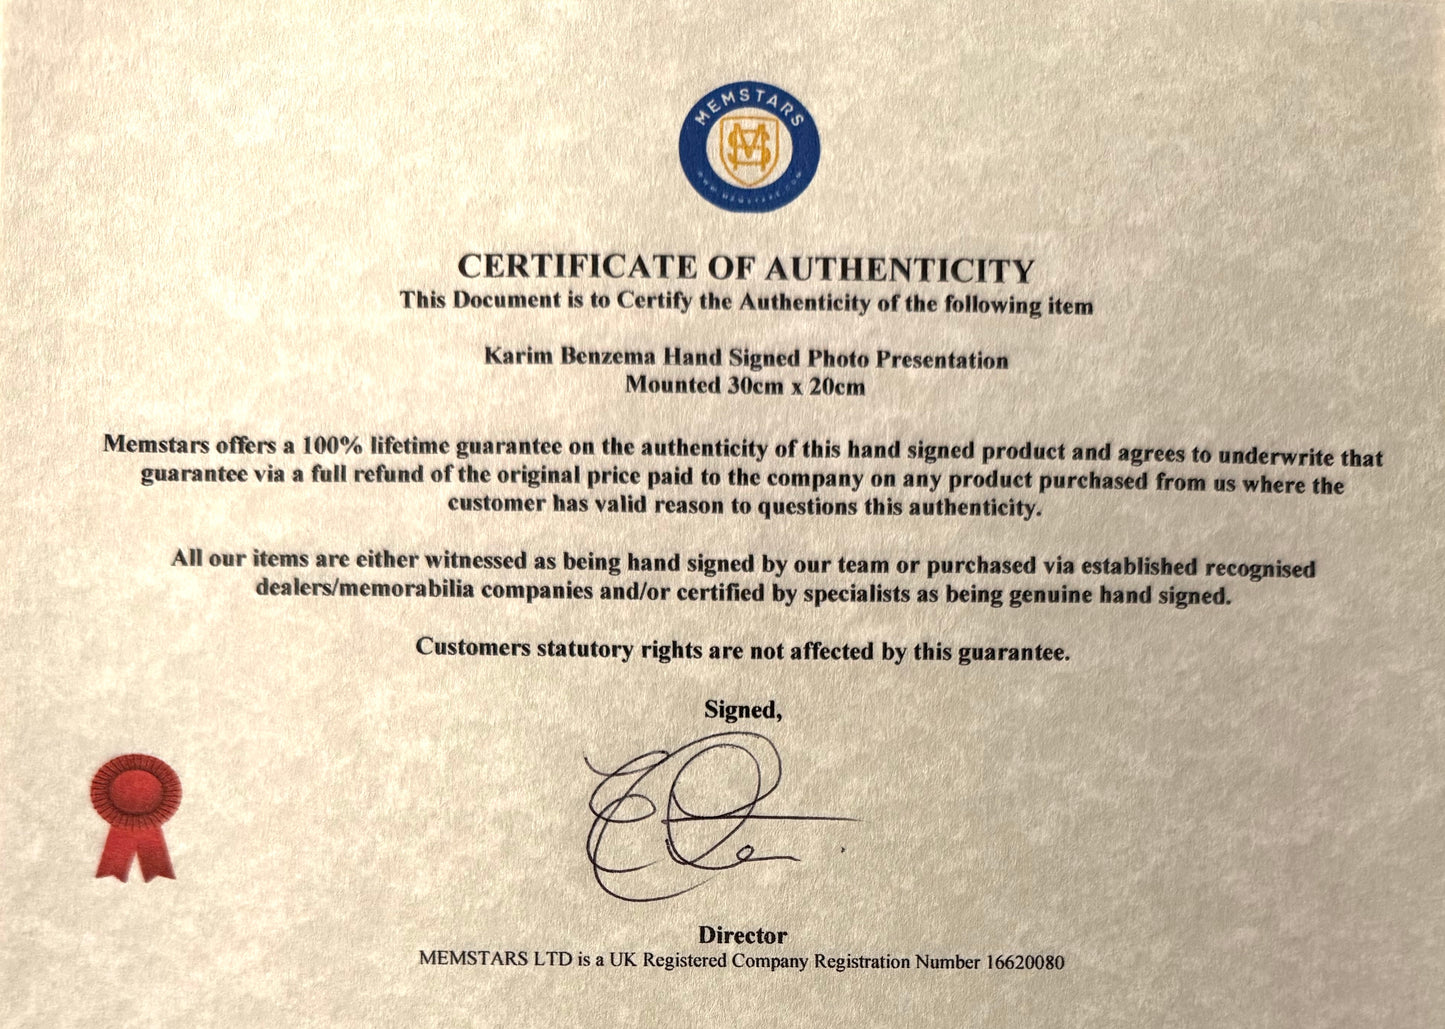 MEMSTARS
WWW.MEMSTARS.COM
CERTIFICATE OF AUTHENTICITY
This Document is to Certify the Authenticity of the following item
Karim Benzema Hand Signed Photo Presentation
Mounted 30cm x 20cm
Memstars offers a 100% lifetime guarantee on the authenticity of this hand signed product and agrees to underwrite that
guarantee via a full refund of the original price paid to the company on any product purchased from us where the
customer has valid reason to questions this authenticity.
All our items are either witnessed as being hand signed by our team or purchased via established recognised
dealers/memorabilia companies and/or certified by specialists as being genuine hand signed.
Customers statutory rights are not affected by this guarantee.
Signed,
Director
MEMSTARS LTD is a UK Registered Company Registration Number 16620080